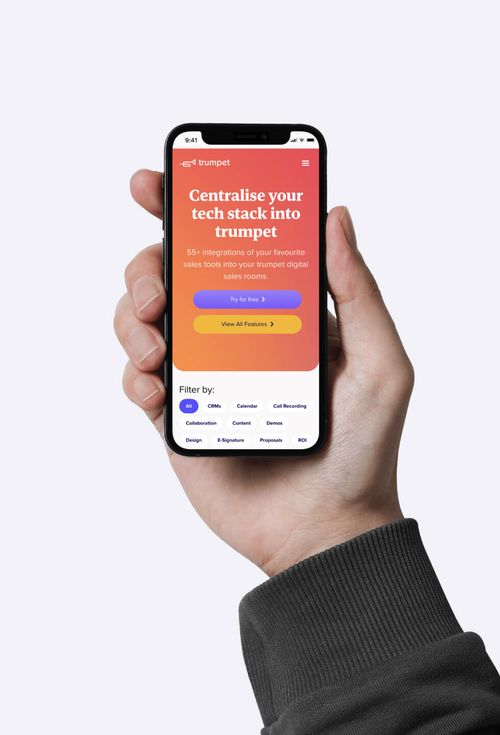 9:41
trumpet
Centralise your
tech stack into
trumpet
55+ integrations of your favourite
sales tools into your trumpet digital
sales rooms.
Try for free
View All Features
Filter by:
All CRMs Calendar Call Recording
Collaboration Content Demos
Design E-Signature Proposals ROI